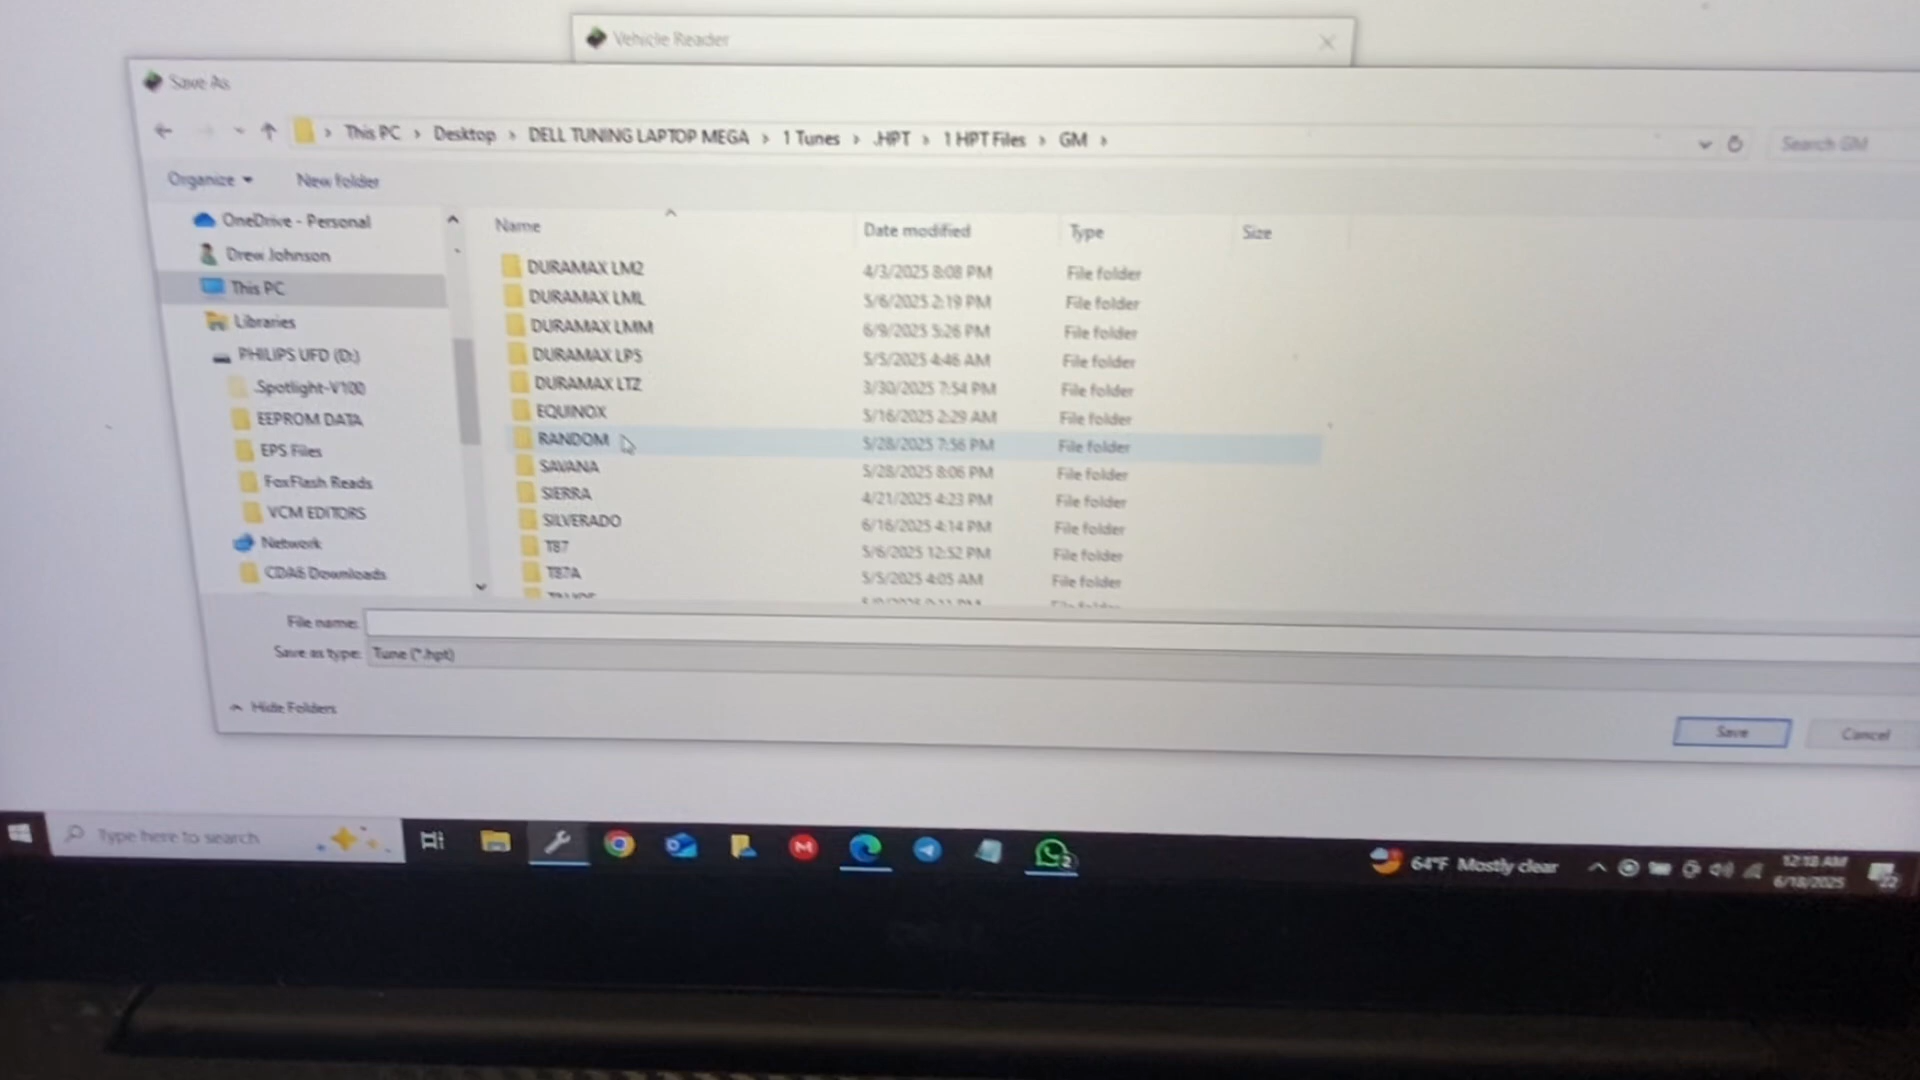 Vehicle Reader
Save As
This PC > Desktop > DELL TUNING LAPTOP MEGA > 1 Tunes > .HPT > 1 HPT Files > GM >
Search GM
Organize
New folder
OneDrive - Personal
Drew Johnson
This PC
Libraries
PHILIPS UFD (D:)
.Spotlight-V100
EEPROM DATA
EPS Files
FoxFlash Reads
VCM EDITORS
Network
CDA6 Downloads
Name Date modified Type Size
DURAMAX LM2 4/3/2025 8:08 PM File folder
DURAMAX LML 5/6/2025 2:19 PM File folder
DURAMAX LMM 6/9/2025 5:26 PM File folder
DURAMAX LP5 5/5/2025 4:46 AM File folder
DURAMAX LTZ 3/30/2025 7:54 PM File folder
EQUINOX 5/16/2025 2:29 AM File folder
RANDOM 5/28/2025 7:56 PM File folder
SAVANA 5/28/2025 8:06 PM File folder
SIERRA 4/21/2025 4:23 PM File folder
SILVERADO 6/16/2025 4:14 PM File folder
T87 5/6/2025 12:52 PM File folder
T87A 5/5/2025 4:05 AM File folder
File name:
Save as type: Tune (*.hpt)
Hide Folders
Save
Cancel
Type here to search
2
64°F Mostly clear
12:18 AM
6/18/2025
22